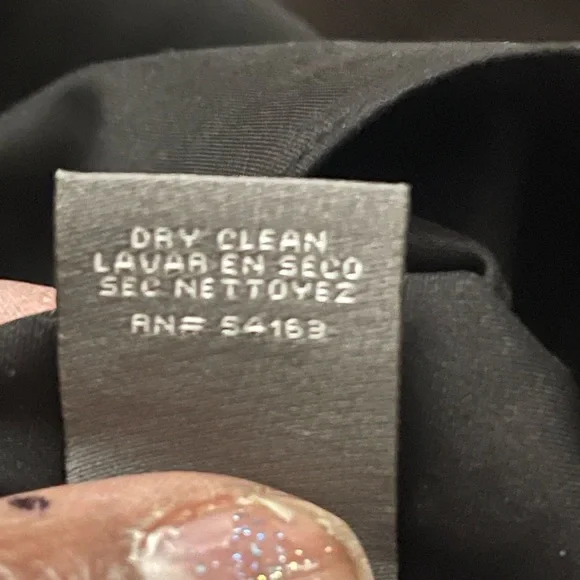 DRY CLEAN
LAVAR EN SECO
SEC NETTOYEZ
RN# 54163